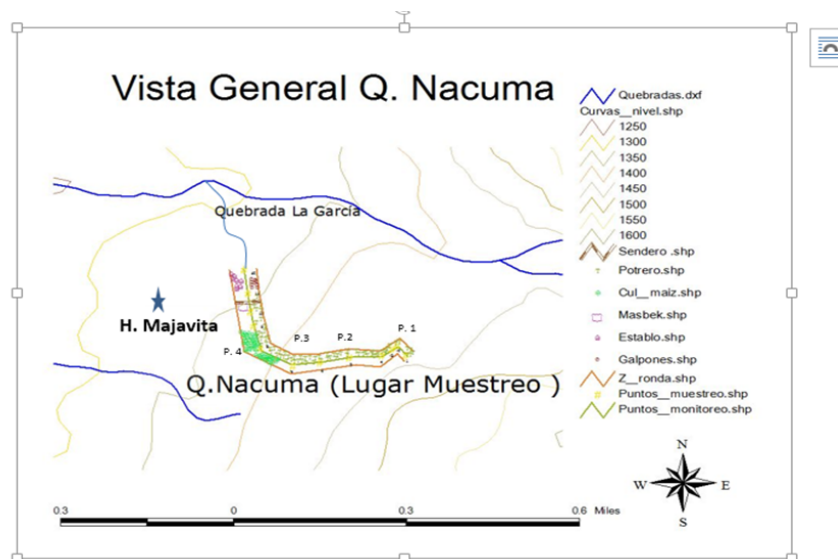 Vista General Q. Nacuma
Quebradas.dxf
Curvas__nivel.shp
1250
1300
1350
1400
1450
1500
1550
1600
Sendero .shp
Potrero.shp
Cul__maiz.shp
Masbek.shp
Establo.shp
Galpones.shp
Z__ronda.shp
Puntos__muestreo.shp
Puntos__monitoreo.shp
Quebrada La García
H. Majavita
P. 4
P.3
P.2
P. 1
Q.Nacuma (Lugar Muestreo )
N
W E
S
0.3 0 0.3 0.6 Miles